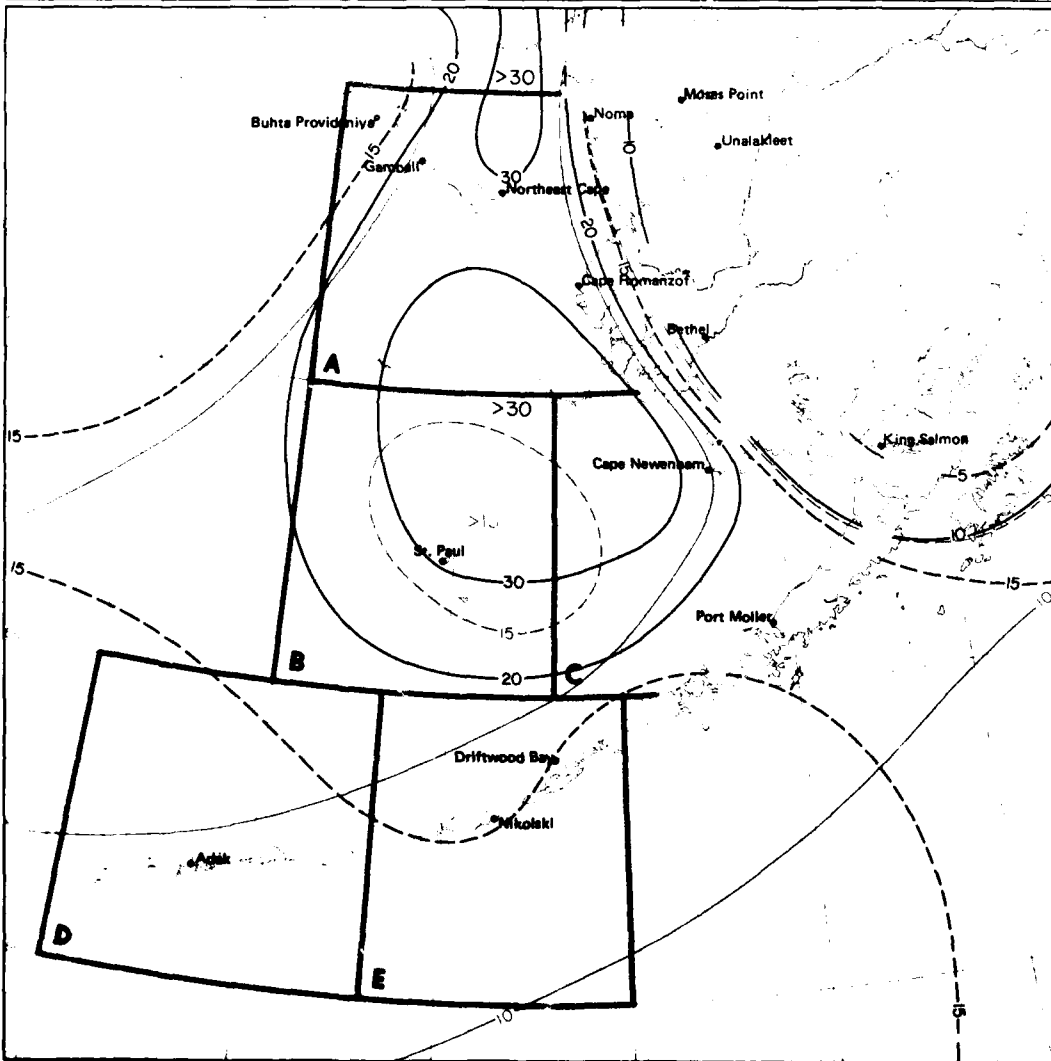 20
>30
Moses Point
Buhta Provideniya
Nome
15
10
Unalakleet
Gambell
30
Northeast Cape
20
15
Cape Romanzof
Bethel
A
>30
15
King Salmon
Cape Newenham
5
10
St. Paul
15
30
15
10
15
Port Moller
B
20
C
Driftwood Bay
Nikolski
Adak
D
E
10
15